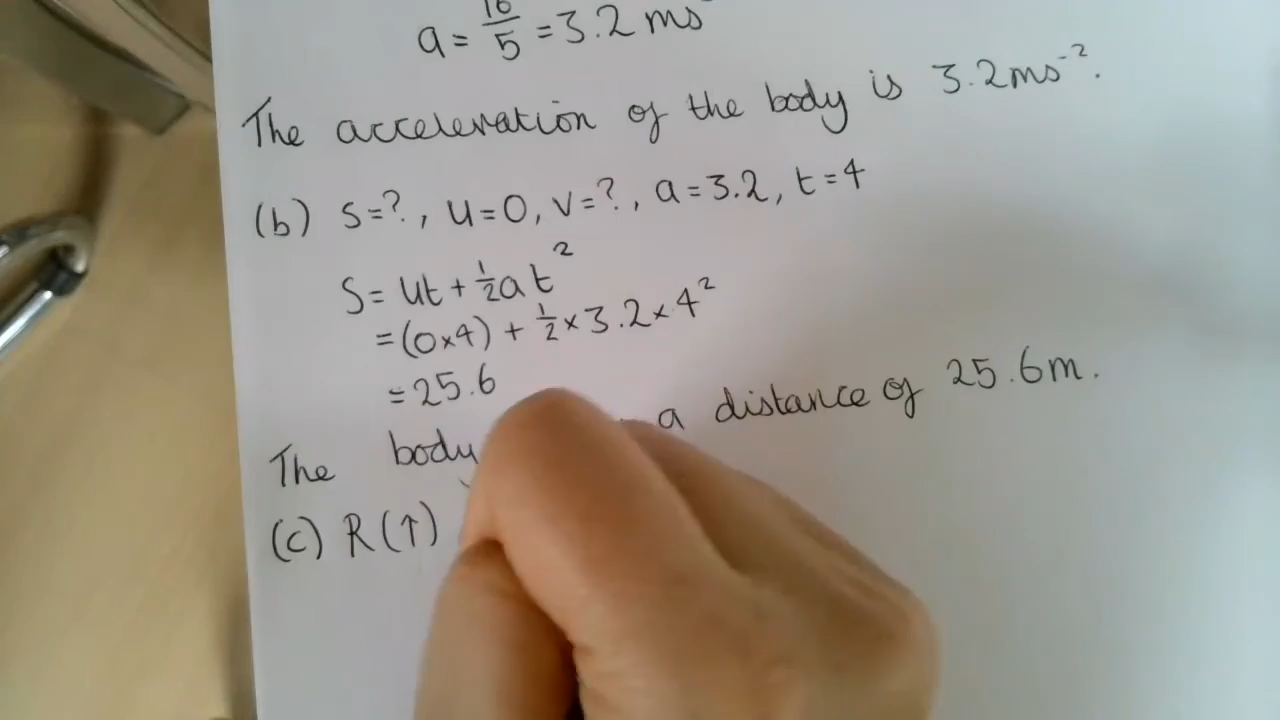 a = 16/5 = 3.2 ms⁻
The acceleration of the body is 3.2ms⁻².
(b) S=?, u=0, v=?, a=3.2, t=4
S= ut + ½at²
=(0×4) + ½×3.2×4²
=25.6
The body a distance of 25.6m.
(c) R(↑)